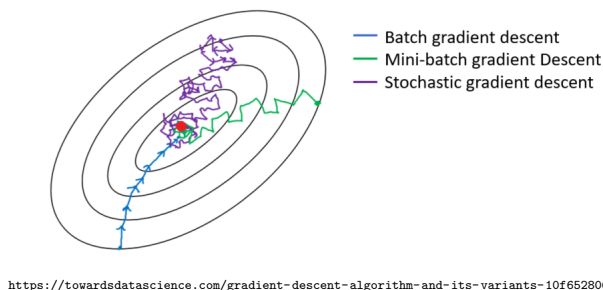 Batch gradient descent
Mini-batch gradient Descent
Stochastic gradient descent
https://towardsdatascience.com/gradient-descent-algorithm-and-its-variants-10f652806